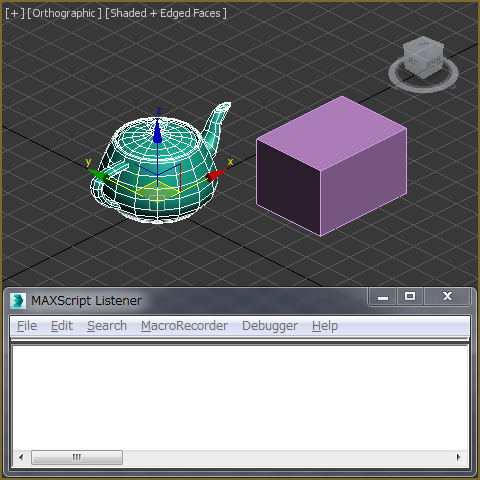 [+] [Orthographic] [Shaded + Edged Faces]
z
y
x
MAXScript Listener
File Edit Search MacroRecorder Debugger Help